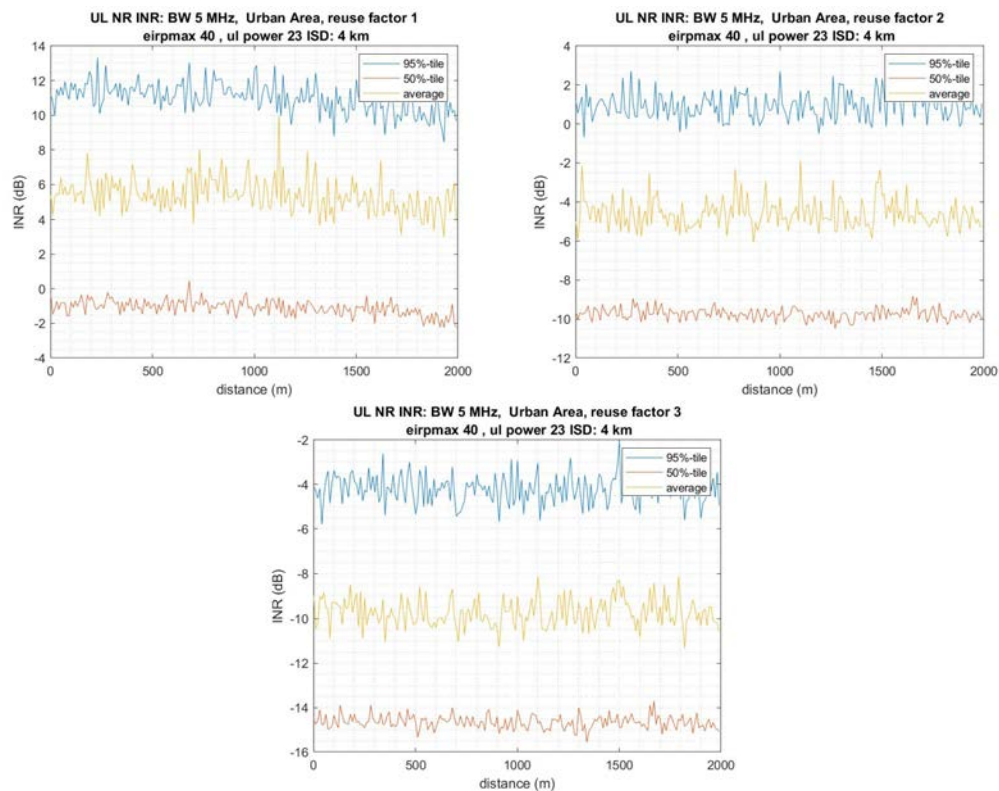 UL NR INR: BW 5 MHz, Urban Area, reuse factor 1
eirpmax 40 , ul power 23 ISD: 4 km
14
12
10
8
6
4
2
0
-2
-4
INR (dB)
0
500
1000
1500
2000
distance (m)
95%-tile
50%-tile
average
UL NR INR: BW 5 MHz, Urban Area, reuse factor 2
eirpmax 40 , ul power 23 ISD: 4 km
4
2
0
-2
-4
-6
-8
-10
-12
INR (dB)
0
500
1000
1500
2000
distance (m)
95%-tile
50%-tile
average
UL NR INR: BW 5 MHz, Urban Area, reuse factor 3
eirpmax 40 , ul power 23 ISD: 4 km
-2
-4
-6
-8
-10
-12
-14
-16
INR (dB)
0
500
1000
1500
2000
distance (m)
95%-tile
50%-tile
average